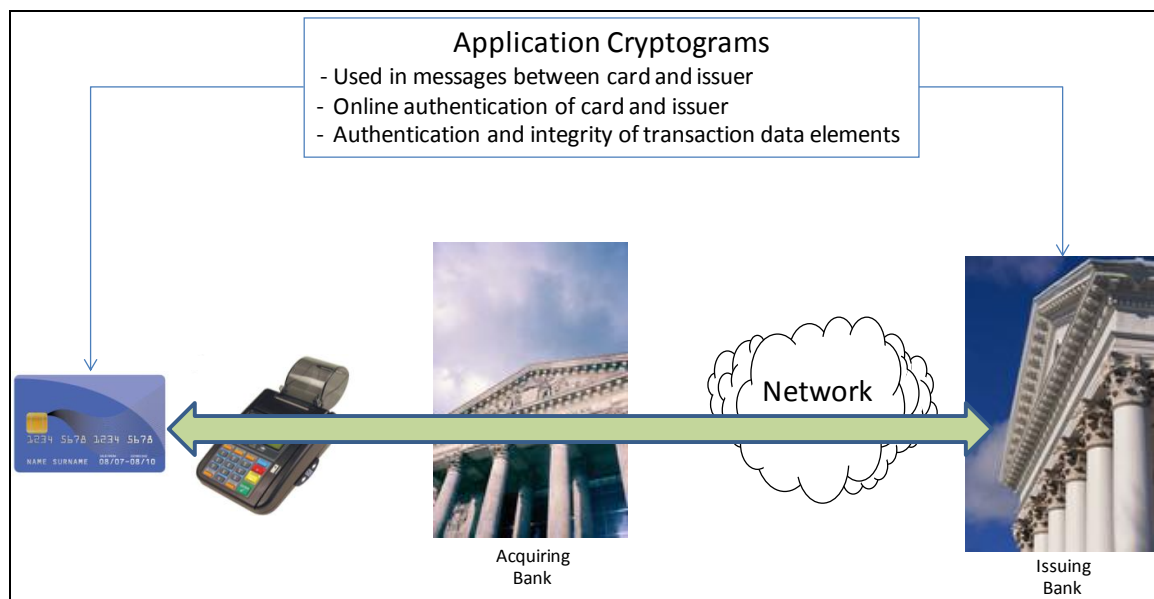 Application Cryptograms
- Used in messages between card and issuer
- Online authentication of card and issuer
- Authentication and integrity of transaction data elements
Network
1234 5678 1234 5678
NAME SURNAME 08/07-08/10
Acquiring
Bank
Issuing
Bank